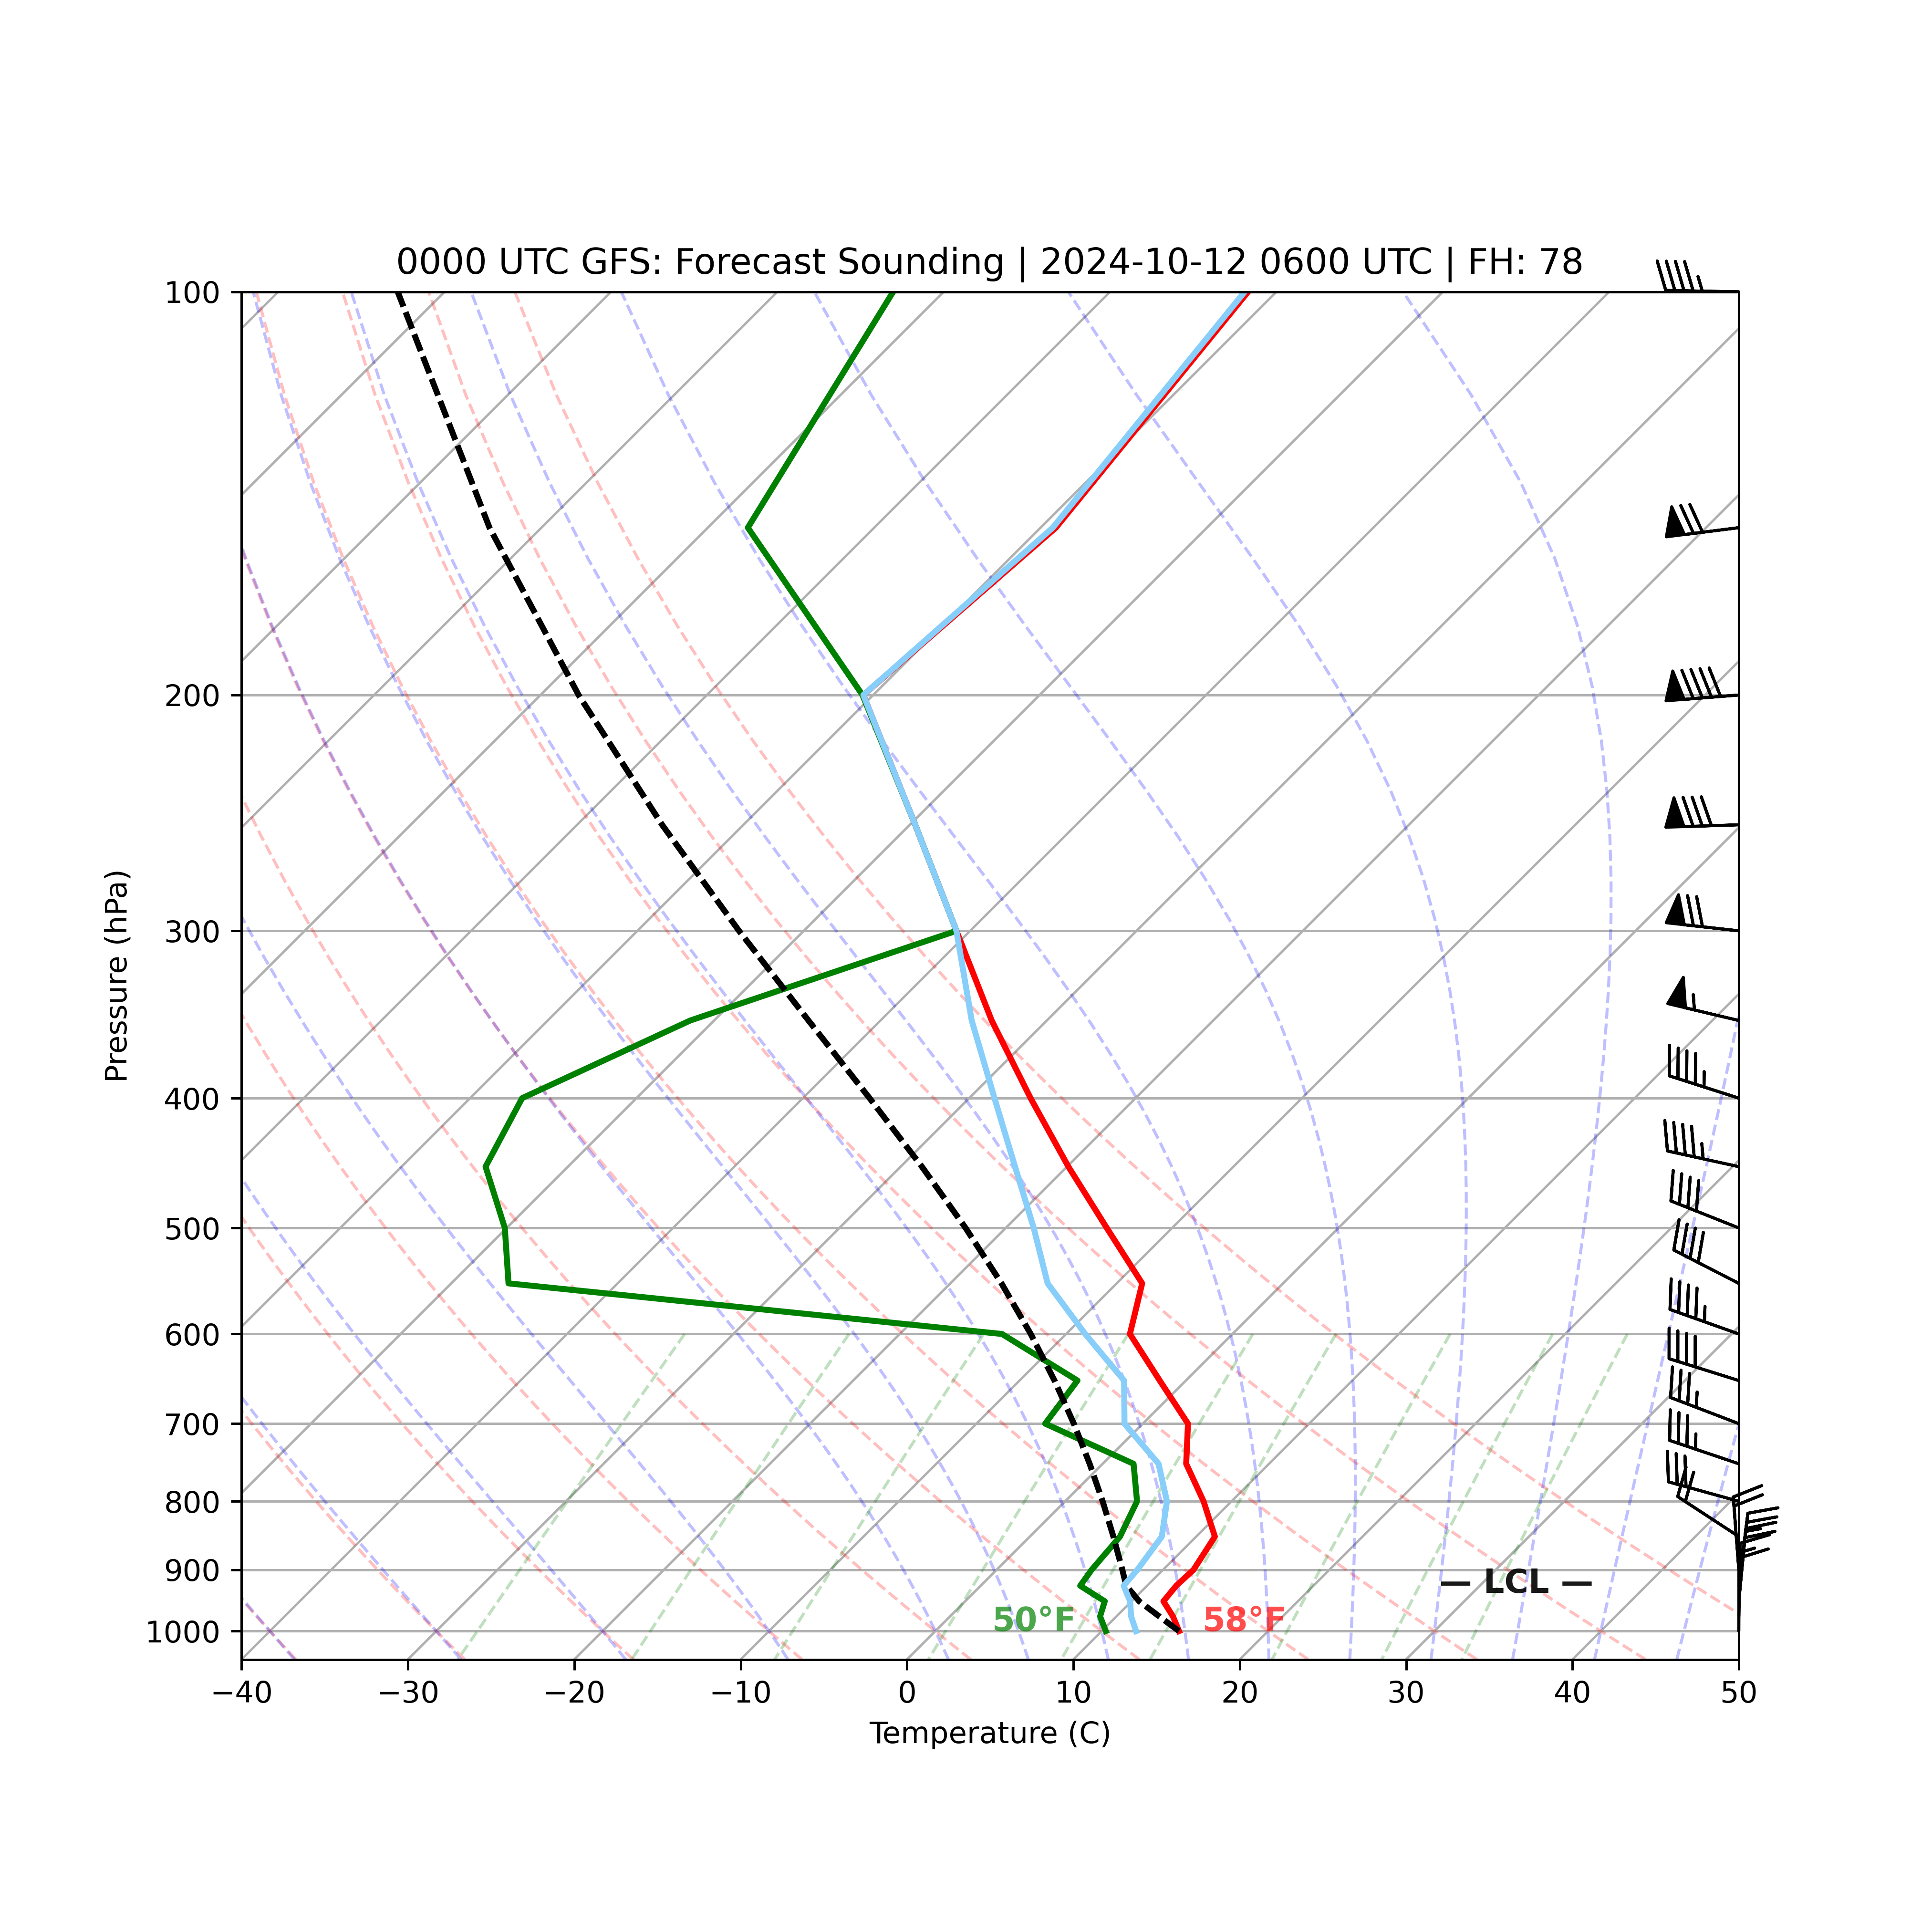 0000 UTC GFS: Forecast Sounding | 2024-10-12 0600 UTC | FH: 78
100
200
300
400
500
600
700
800
900
1000
Pressure (hPa)
— LCL —
50°F
58°F
−40 −30 −20 −10 0 10 20 30 40 50
Temperature (C)